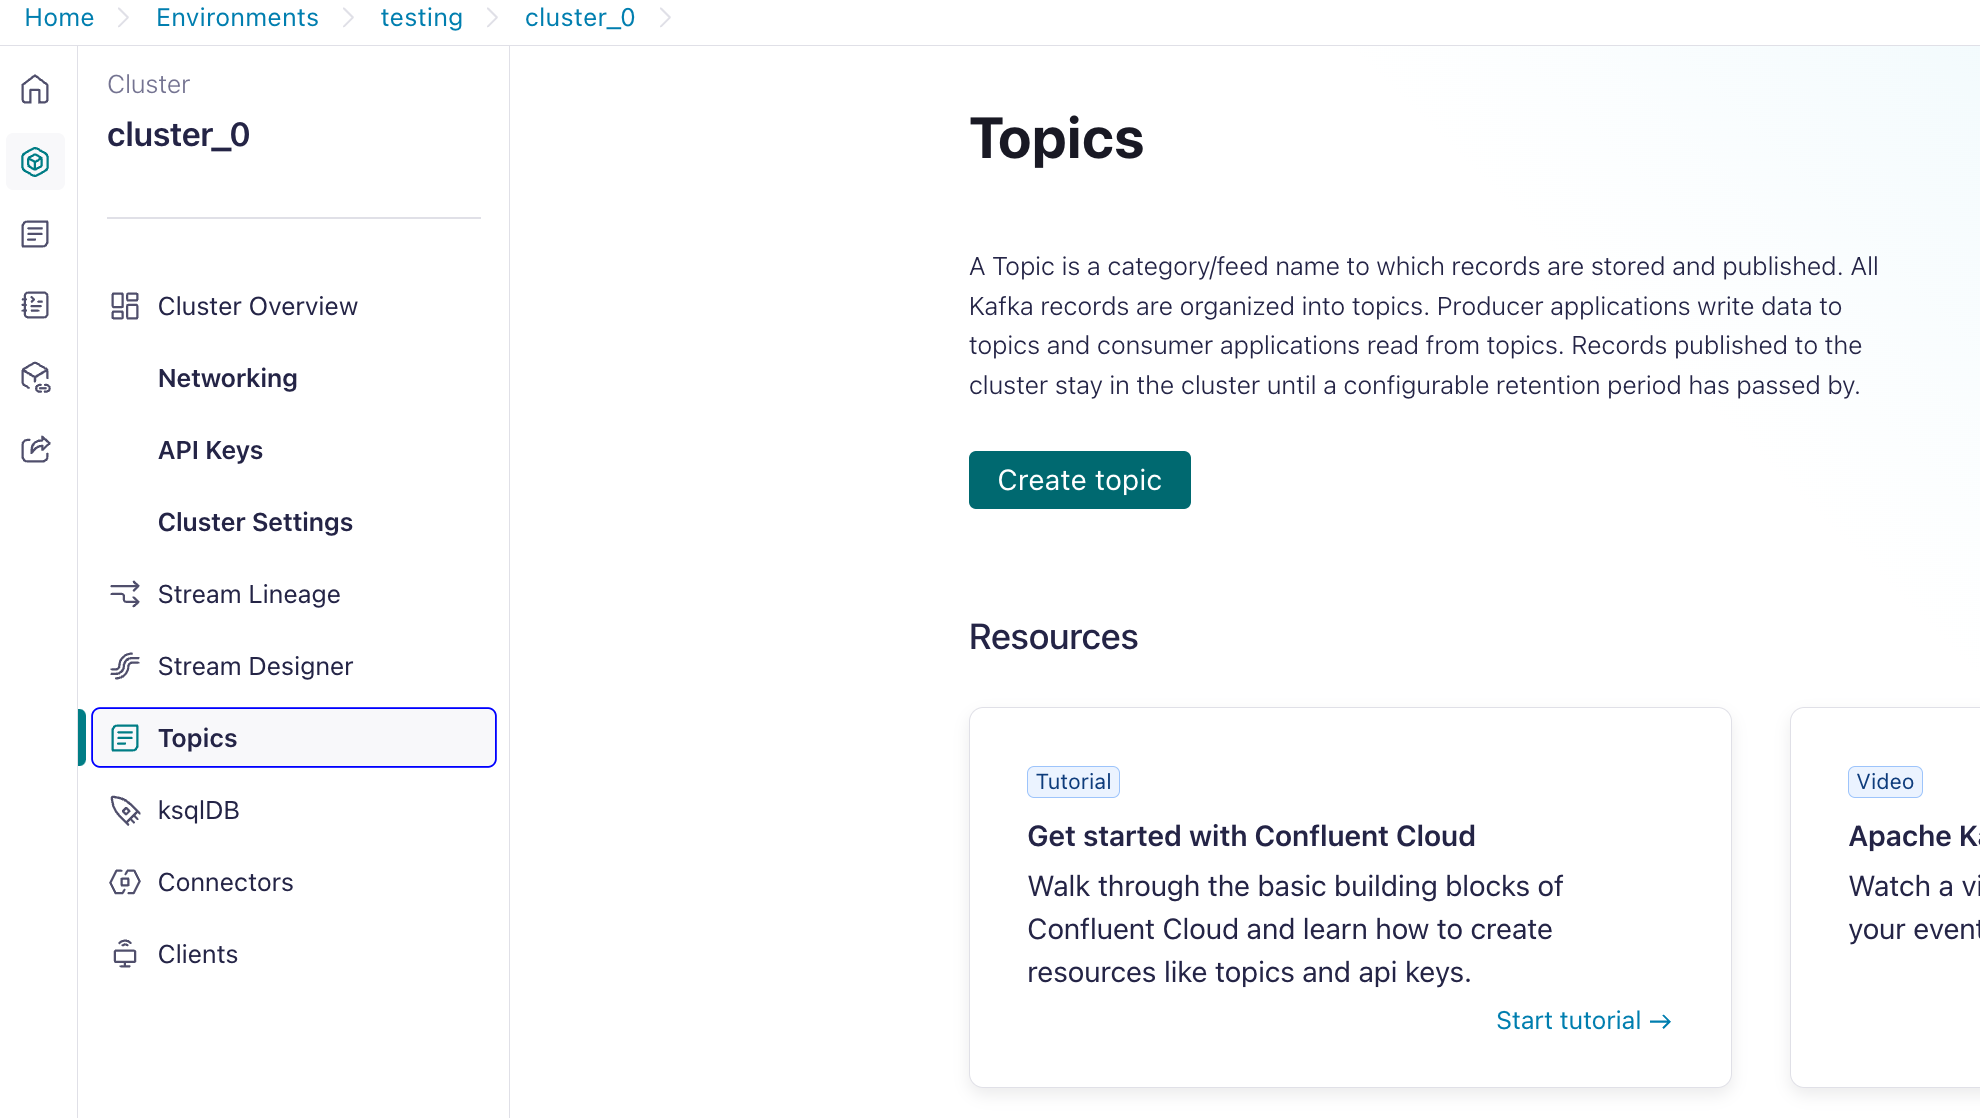 Home
Environments
testing
cluster_0
Cluster
cluster_0
Cluster Overview
Networking
API Keys
Cluster Settings
Stream Lineage
Stream Designer
Topics
ksqlDB
Connectors
Clients
Topics
A Topic is a category/feed name to which records are stored and published. All
Kafka records are organized into topics. Producer applications write data to
topics and consumer applications read from topics. Records published to the
cluster stay in the cluster until a configurable retention period has passed by.
Create topic
Resources
Tutorial
Get started with Confluent Cloud
Walk through the basic building blocks of
Confluent Cloud and learn how to create
resources like topics and api keys.
Start tutorial →
Video
Apache
Watch a
your event